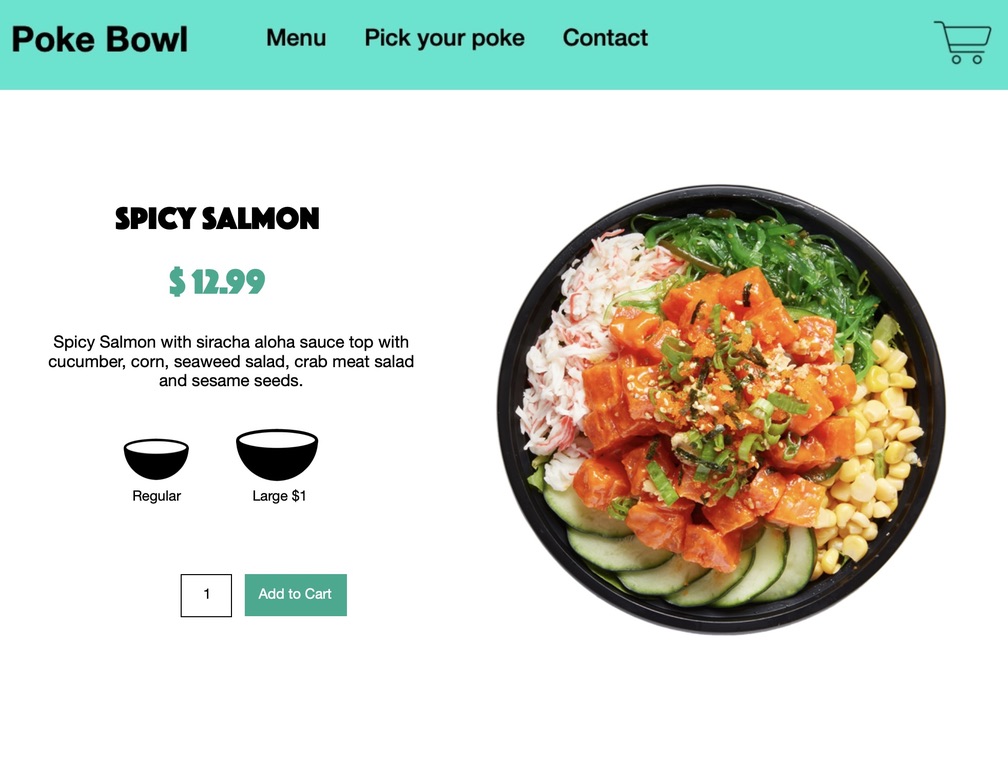 Poke Bowl Menu Pick your poke Contact
SPICY SALMON
$ 12.99
Spicy Salmon with siracha aloha sauce top with
cucumber, corn, seaweed salad, crab meat salad
and sesame seeds.
Regular Large $1
1 Add to Cart